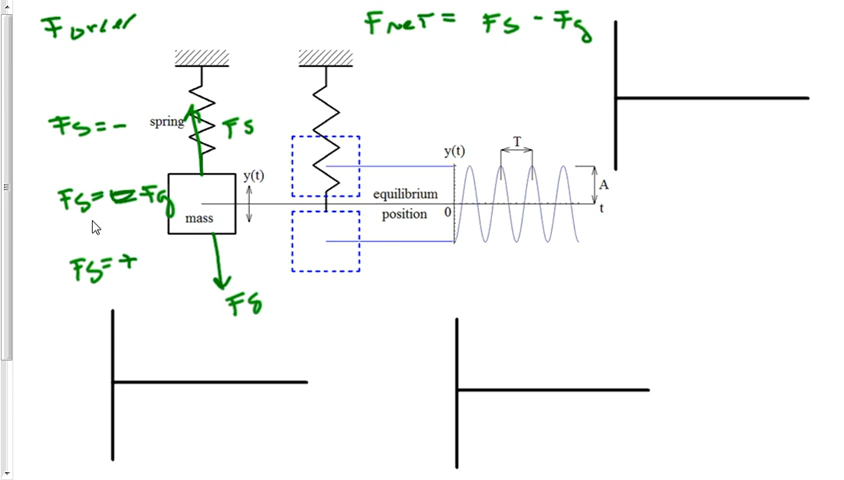 Forces
Fnet = Fs - Fg
Fs = -
spring
Fs
y(t)
y(t)
T
Fs = Fg
mass
equilibrium
position
0
A
t
Fs = +
Fg